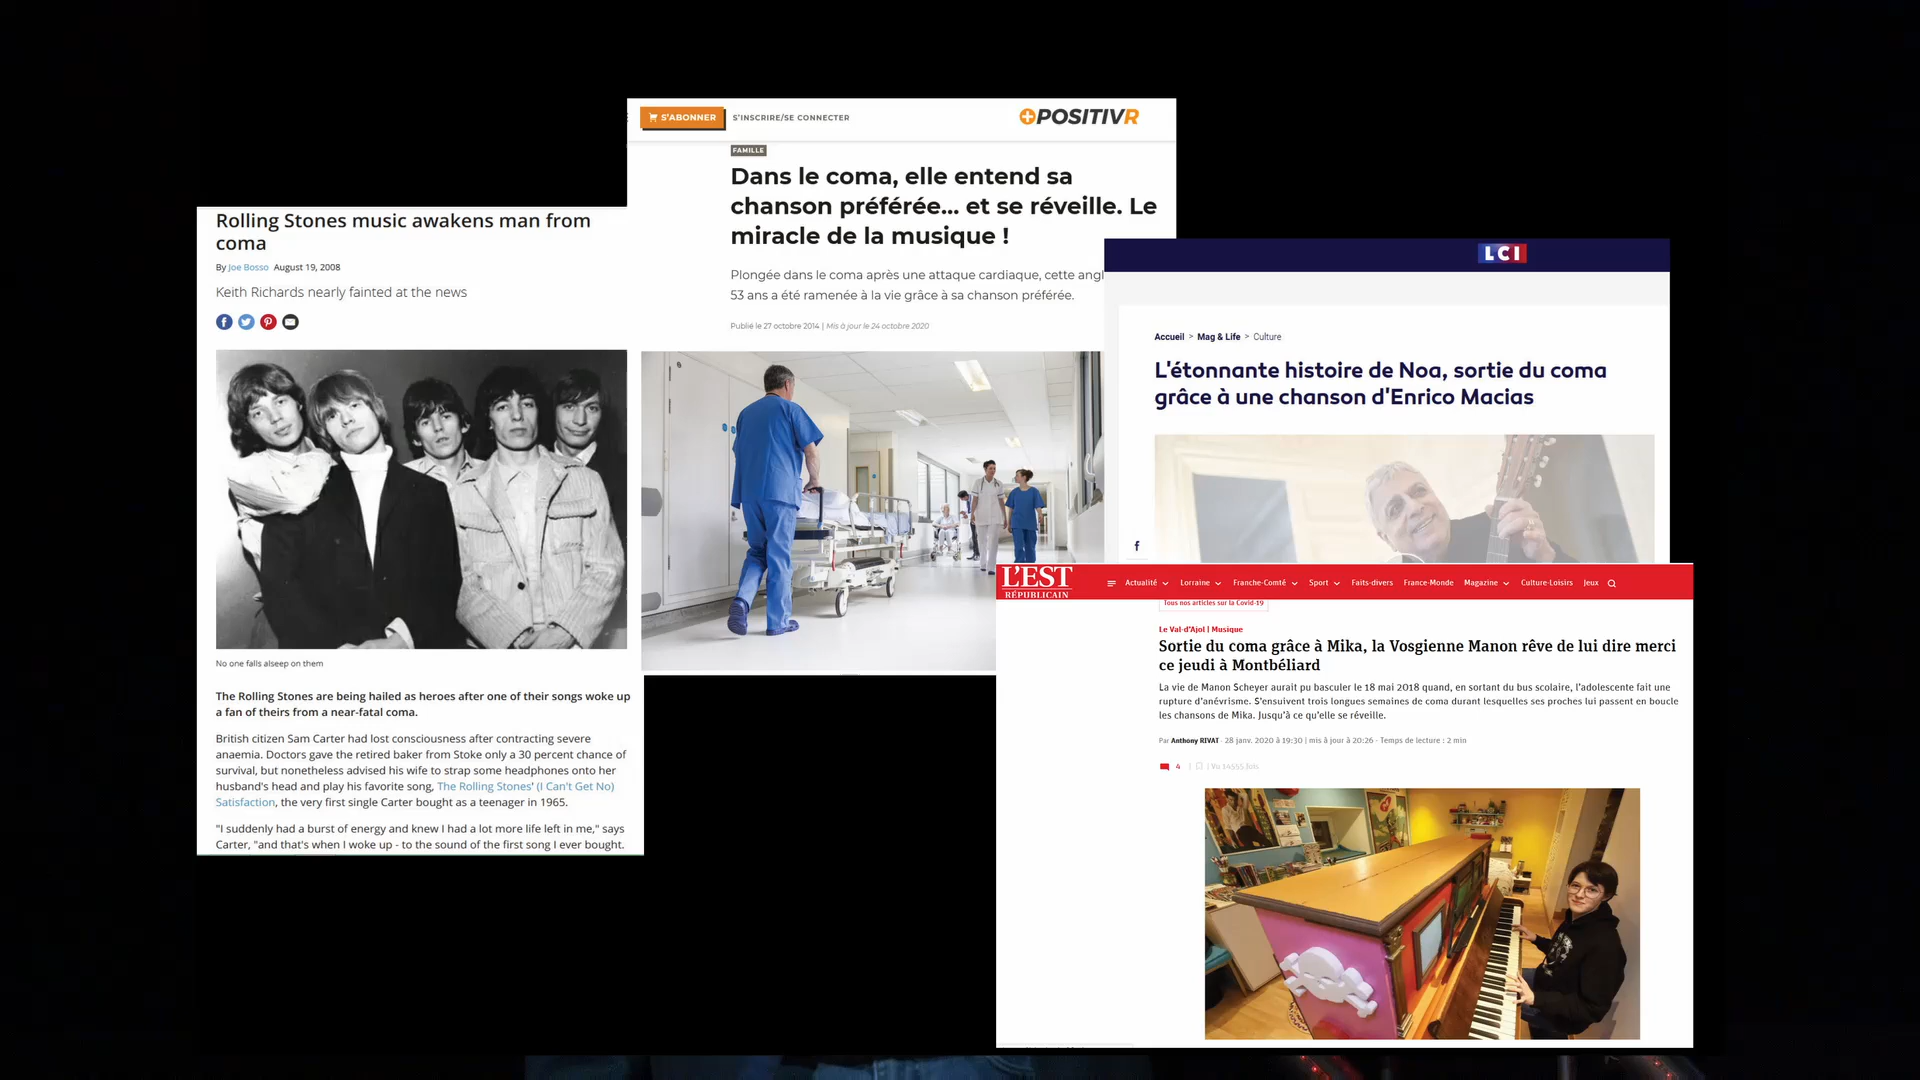 Rolling Stones music awakens man from
coma
By Joe Bosso August 19, 2008
Keith Richards nearly fainted at the news
No one falls alseep on them
The Rolling Stones are being hailed as heroes after one of their songs woke up
a fan of theirs from a near-fatal coma.
British citizen Sam Carter had lost consciousness after contracting severe
anaemia. Doctors gave the retired baker from Stoke only a 30 percent chance of
survival, but nonetheless advised his wife to strap some headphones onto her
husband's head and play his favorite song, The Rolling Stones' (I Can't Get No)
Satisfaction, the very first single Carter bought as a teenager in 1965.
"I suddenly had a burst of energy and knew I had a lot more life left in me," says
Carter, "and that's when I woke up - to the sound of the first song I ever bought.
S'ABONNER S'INSCRIRE/SE CONNECTER POSITIVR
FAMILLE
Dans le coma, elle entend sa
chanson préférée... et se réveille. Le
miracle de la musique !
Plongée dans le coma après une attaque cardiaque, cette angl
53 ans a été ramenée à la vie grâce à sa chanson préférée.
Publié le 27 octobre 2014 | Mis à jour le 24 octobre 2020
LCI
Accueil > Mag & Life > Culture
L'étonnante histoire de Noa, sortie du coma
grâce à une chanson d'Enrico Macias
L'EST
RÉPUBLICAIN
Actualité Lorraine Franche-Comté Sport Faits-divers France-Monde Magazine Culture-Loisirs Jeux
Tous nos articles sur la Covid-19
Le Val-d'Ajol | Musique
Sortie du coma grâce à Mika, la Vosgienne Manon rêve de lui dire merci
ce jeudi à Montbéliard
La vie de Manon Scheyer aurait pu basculer le 18 mai 2018 quand, en sortant du bus scolaire, l'adolescente fait une
rupture d'anévrisme. S'ensuivent trois longues semaines de coma durant lesquelles ses proches lui passent en boucle
les chansons de Mika. Jusqu'à ce qu'elle se réveille.
Par Anthony RIVAT - 28 janv. 2020 à 19:30 | mis à jour à 20:26 - Temps de lecture : 2 min
4 | | Vu 14555 fois